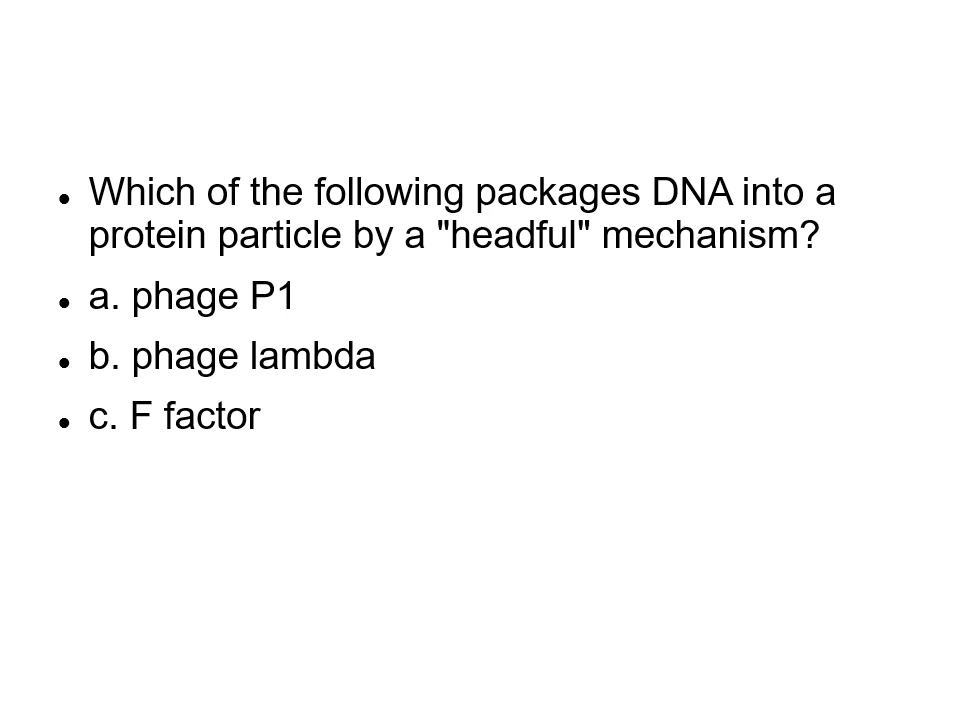 Which of the following packages DNA into a
protein particle by a "headful" mechanism?
a. phage P1
b. phage lambda
c. F factor